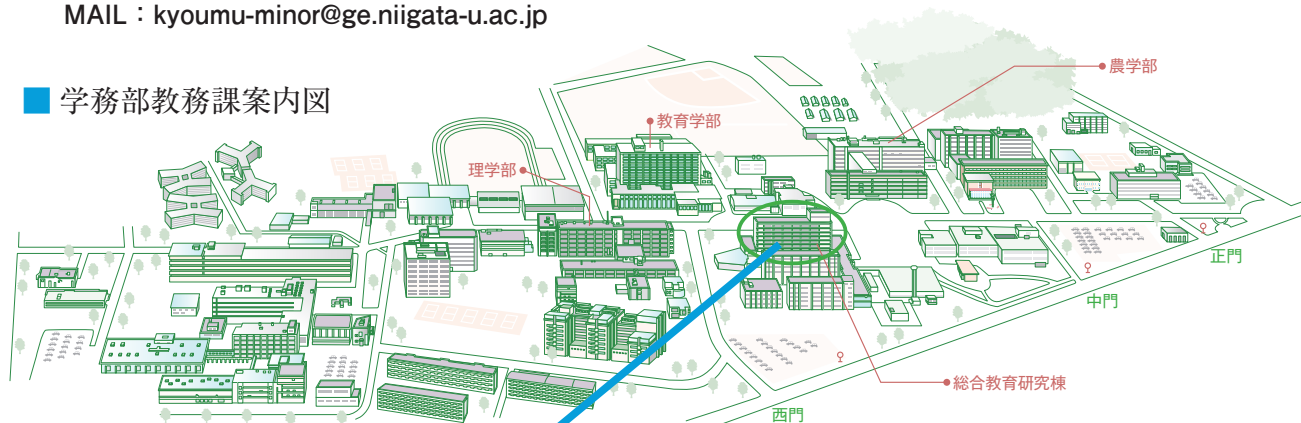 MAIL：kyoumu-minor@ge.niigata-u.ac.jp
■ 学務部教務課案内図
農学部
教育学部
理学部
正門
中門
総合教育研究棟
西門